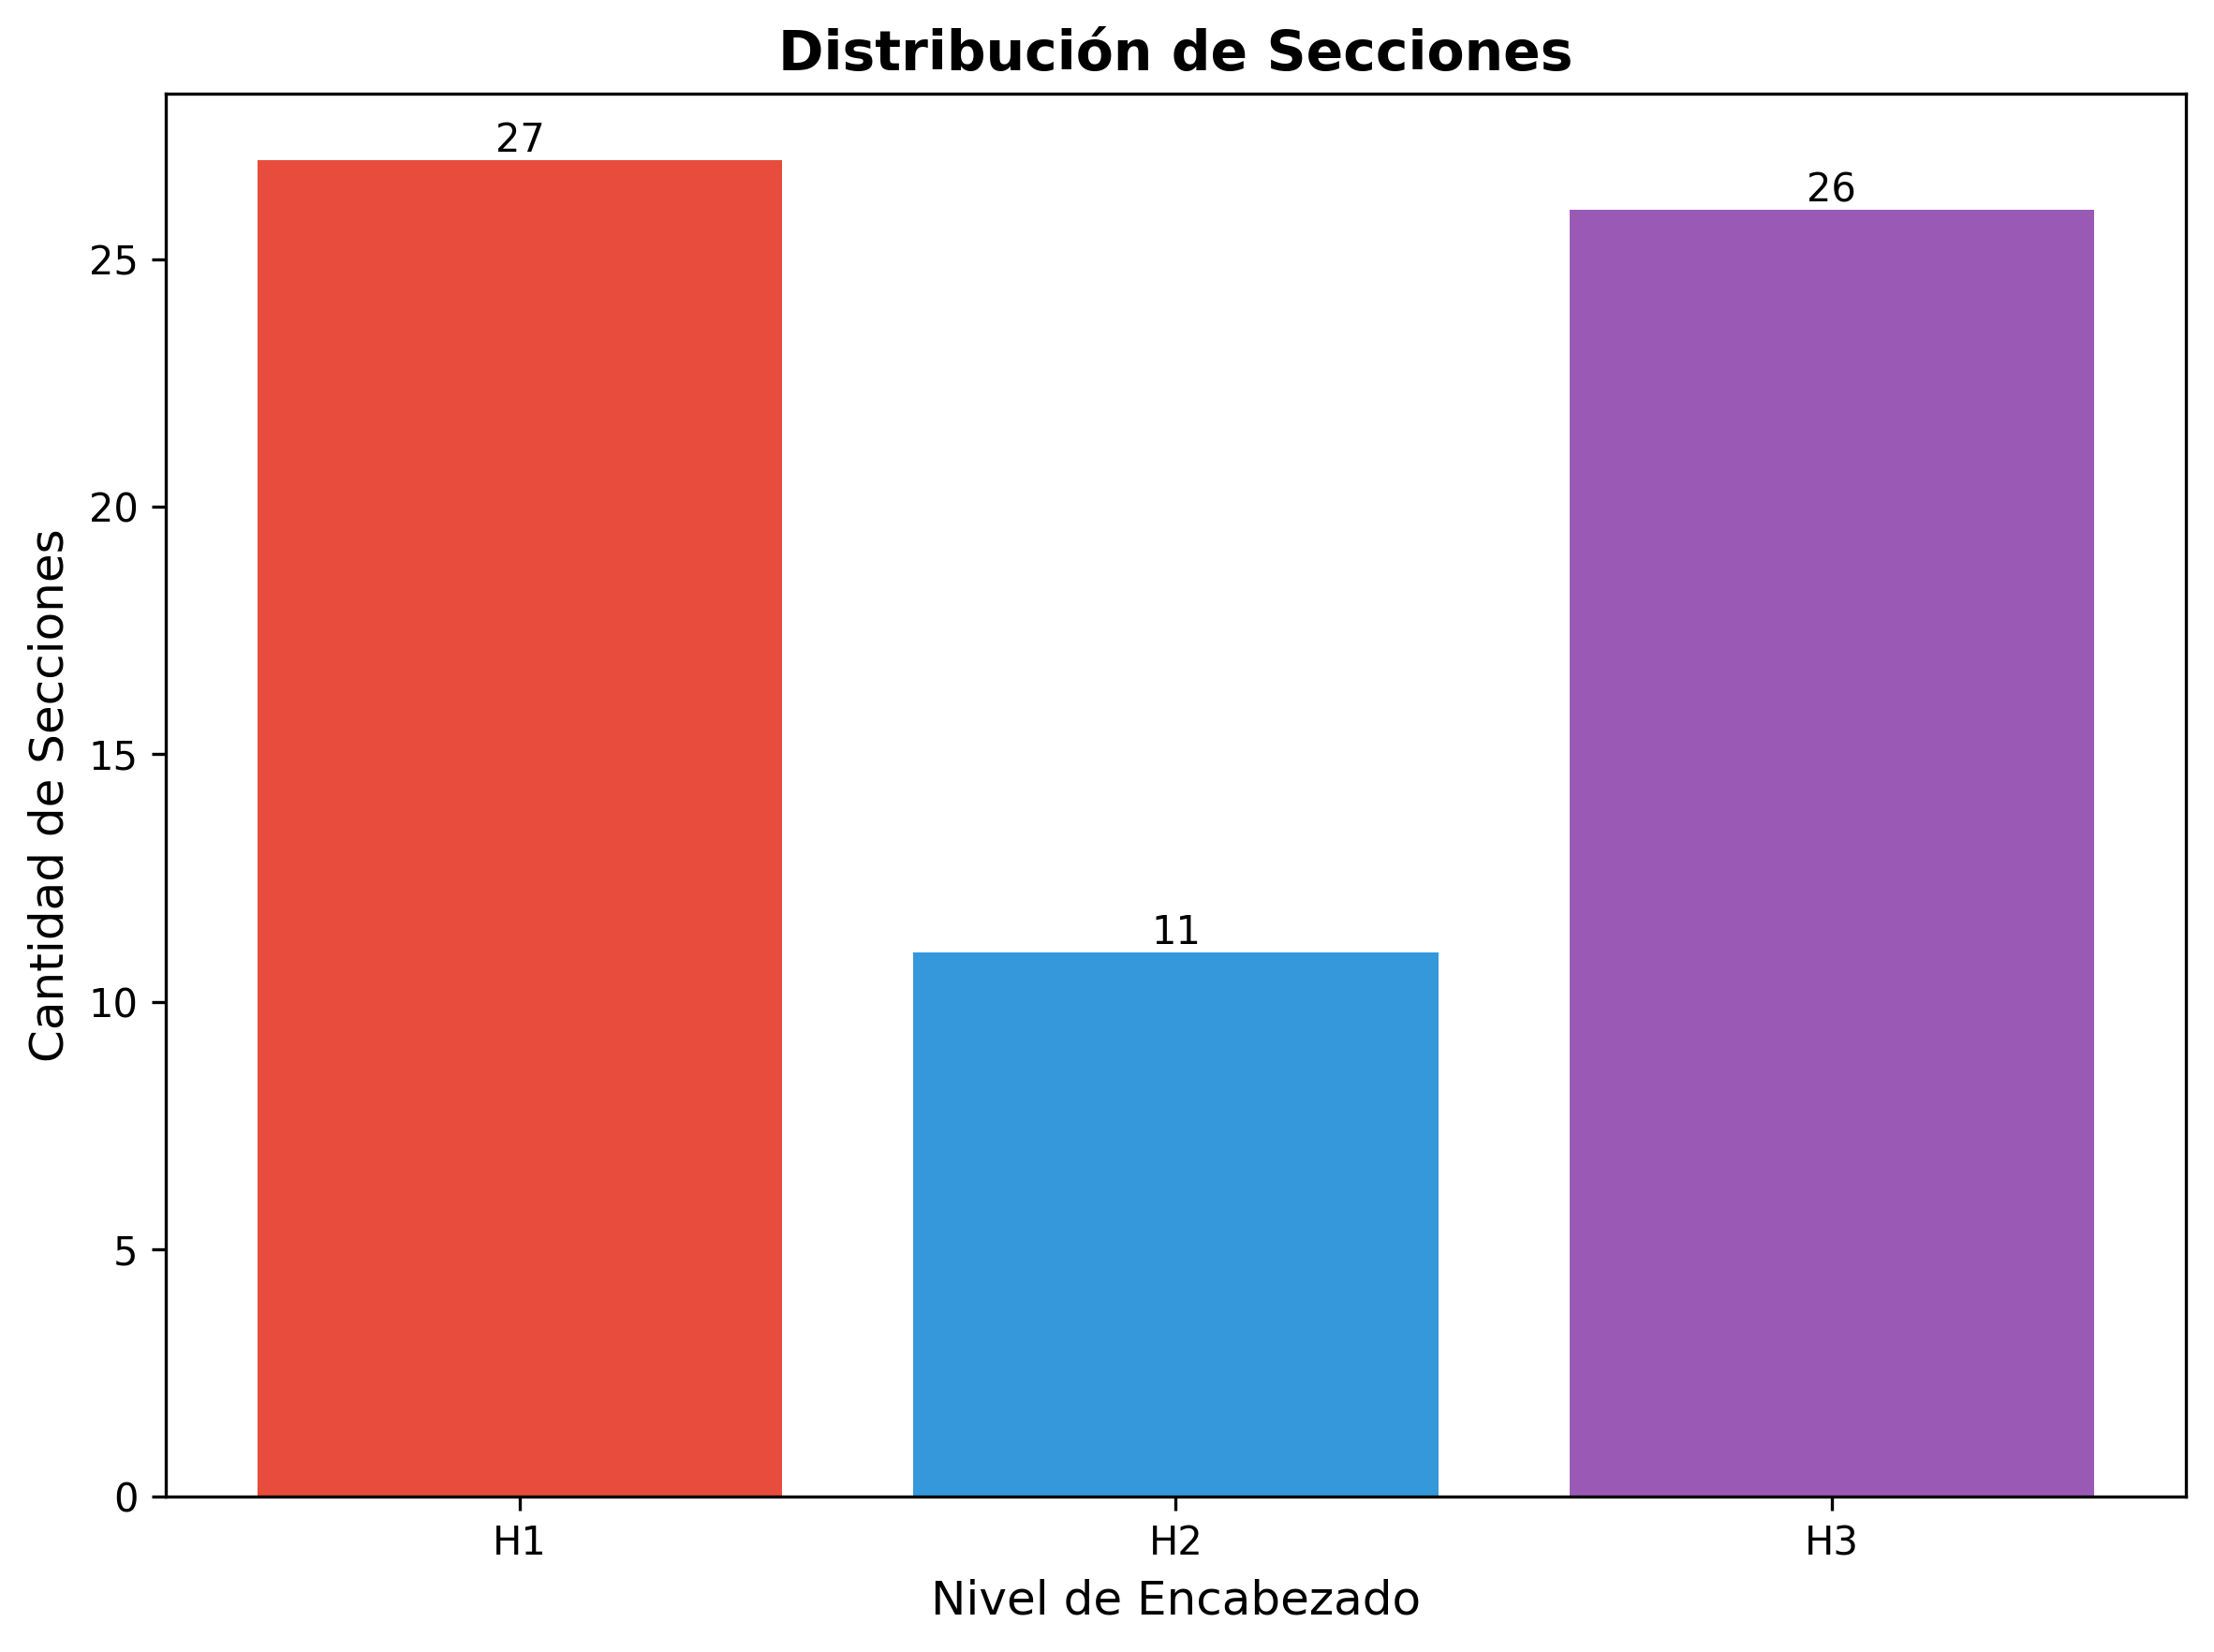 Distribución de Secciones
27
26
11
25
20
15
10
5
0
Cantidad de Secciones
H1
H2
H3
Nivel de Encabezado